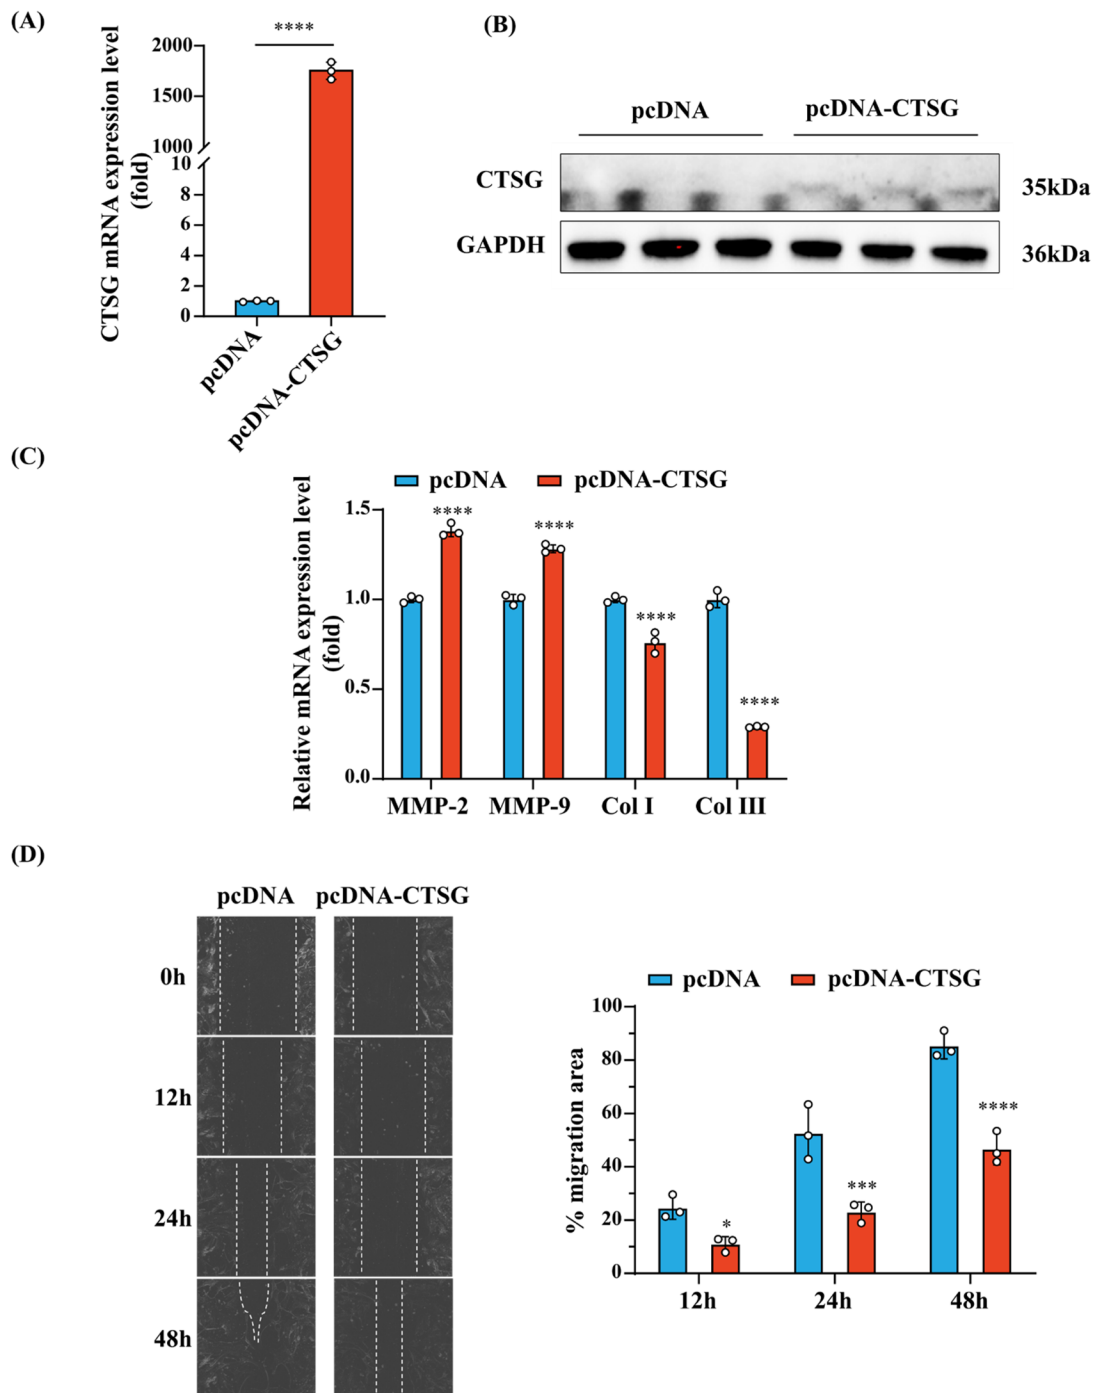 (A)
****
CTSG mRNA expression level
(fold)
2000
1500
1000
10
8
6
4
2
0
pcDNA
pcDNA-CTSG
(B)
pcDNA
pcDNA-CTSG
CTSG
35kDa
GAPDH
36kDa
(C)
pcDNA
pcDNA-CTSG
Relative mRNA expression level
(fold)
1.5
1.0
0.5
0.0
****
****
****
****
MMP-2
MMP-9
Col I
Col III
(D)
pcDNA
pcDNA-CTSG
0h
12h
24h
48h
pcDNA
pcDNA-CTSG
% migration area
100
80
60
40
20
0
*
***
****
12h
24h
48h